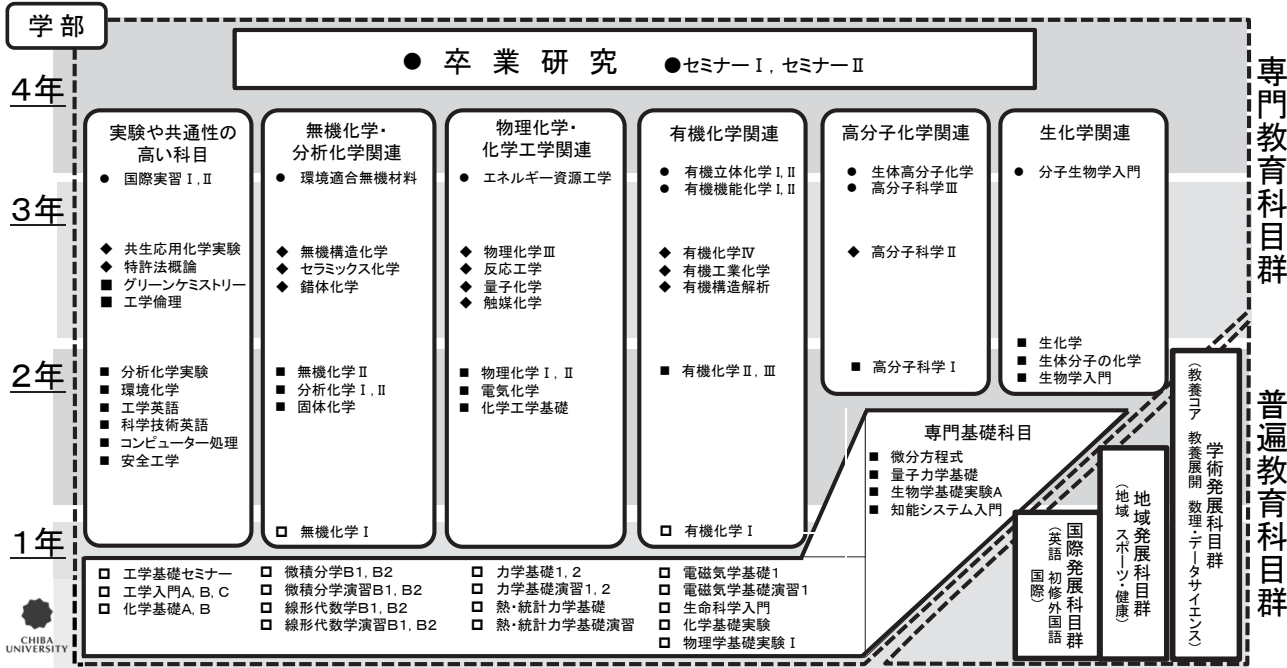 学部
● 卒業研究 ●セミナーⅠ, セミナーⅡ
4年
3年
2年
1年
実験や共通性の
高い科目
● 国際実習Ⅰ,Ⅱ
◆ 共生応用化学実験
◆ 特許法概論
■ グリーンケミストリー
■ 工学倫理
■ 分析化学実験
■ 環境化学
■ 工学英語
■ 科学技術英語
■ コンピューター処理
■ 安全工学
無機化学・
分析化学関連
● 環境適合無機材料
◆ 無機構造化学
◆ セラミックス化学
◆ 錯体化学
■ 無機化学Ⅱ
■ 分析化学Ⅰ,Ⅱ
■ 固体化学
□ 無機化学Ⅰ
物理化学・
化学工学関連
● エネルギー資源工学
◆ 物理化学Ⅲ
◆ 反応工学
◆ 量子化学
◆ 触媒化学
■ 物理化学Ⅰ,Ⅱ
■ 電気化学
■ 化学工学基礎
有機化学関連
● 有機立体化学Ⅰ,Ⅱ
● 有機機能化学Ⅰ,Ⅱ
◆ 有機化学Ⅳ
◆ 有機工業化学
◆ 有機構造解析
■ 有機化学Ⅱ,Ⅲ
□ 有機化学Ⅰ
高分子化学関連
● 生体高分子化学
● 高分子科学Ⅲ
◆ 高分子科学Ⅱ
■ 高分子科学Ⅰ
生化学関連
● 分子生物学入門
■ 生化学
■ 生体分子の化学
■ 生物学入門
専門基礎科目
■ 微分方程式
■ 量子力学基礎
■ 生物学基礎実験A
■ 知能システム入門
□ 工学基礎セミナー
□ 工学入門A, B, C
□ 化学基礎A, B
□ 微積分学B1, B2
□ 微積分学演習B1, B2
□ 線形代数学B1, B2
□ 線形代数学演習B1, B2
□ 力学基礎1, 2
□ 力学基礎演習1, 2
□ 熱・統計力学基礎
□ 熱・統計力学基礎演習
□ 電磁気学基礎1
□ 電磁気学基礎演習1
□ 生命科学入門
□ 化学基礎実験
□ 物理学基礎実験Ⅰ
国際発展科目群
(英語 初修外国語
国際)
地域発展科目群
(地域 スポーツ・健康)
学術発展科目群
(教養コア 教養展開 数理・データサイエンス)
専門教育科目群
普遍教育科目群
CHIBA
UNIVERSITY